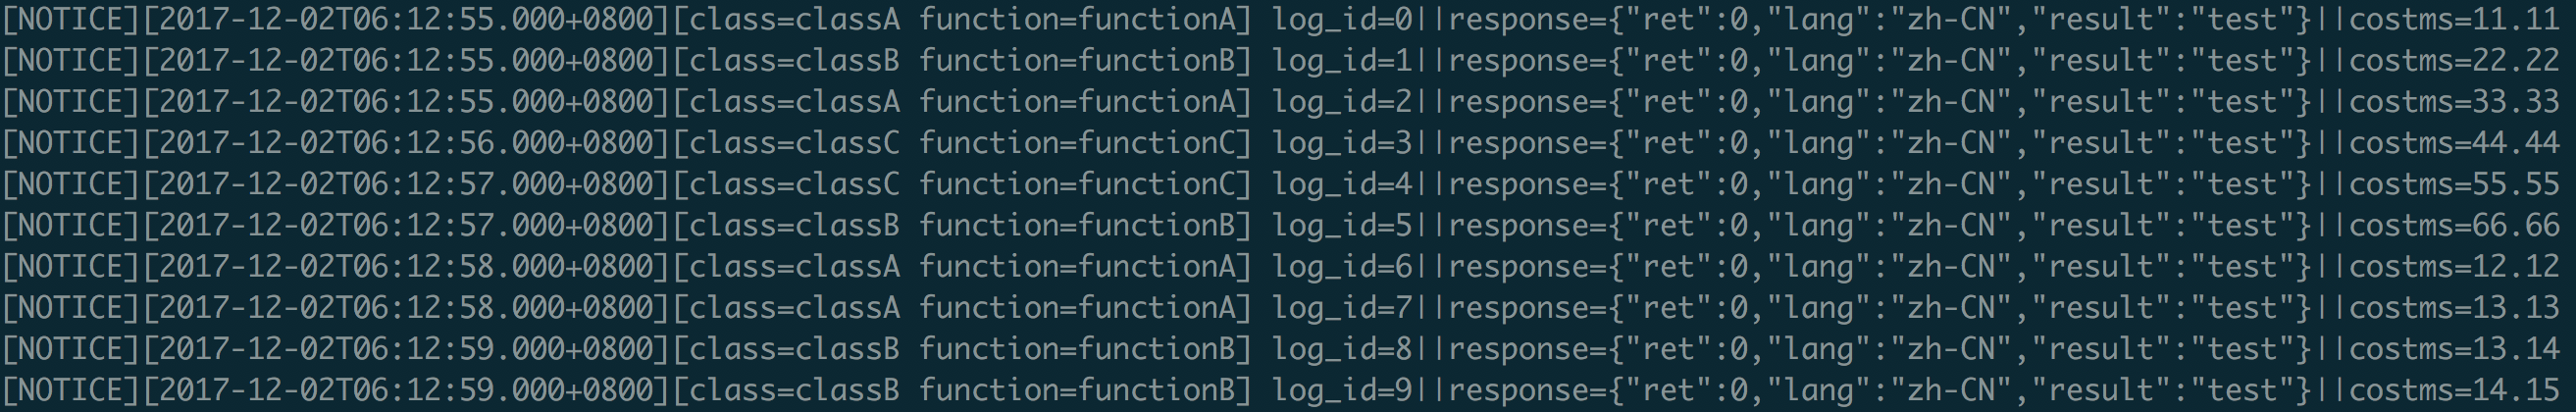 [NOTICE][2017-12-02T06:12:55.000+0800][class=classA function=functionA] log_id=0||response={"ret":0,"lang":"zh-CN","result":"test"}||costms=11.11
[NOTICE][2017-12-02T06:12:55.000+0800][class=classB function=functionB] log_id=1||response={"ret":0,"lang":"zh-CN","result":"test"}||costms=22.22
[NOTICE][2017-12-02T06:12:55.000+0800][class=classA function=functionA] log_id=2||response={"ret":0,"lang":"zh-CN","result":"test"}||costms=33.33
[NOTICE][2017-12-02T06:12:56.000+0800][class=classC function=functionC] log_id=3||response={"ret":0,"lang":"zh-CN","result":"test"}||costms=44.44
[NOTICE][2017-12-02T06:12:57.000+0800][class=classC function=functionC] log_id=4||response={"ret":0,"lang":"zh-CN","result":"test"}||costms=55.55
[NOTICE][2017-12-02T06:12:57.000+0800][class=classB function=functionB] log_id=5||response={"ret":0,"lang":"zh-CN","result":"test"}||costms=66.66
[NOTICE][2017-12-02T06:12:58.000+0800][class=classA function=functionA] log_id=6||response={"ret":0,"lang":"zh-CN","result":"test"}||costms=12.12
[NOTICE][2017-12-02T06:12:58.000+0800][class=classA function=functionA] log_id=7||response={"ret":0,"lang":"zh-CN","result":"test"}||costms=13.13
[NOTICE][2017-12-02T06:12:59.000+0800][class=classB function=functionB] log_id=8||response={"ret":0,"lang":"zh-CN","result":"test"}||costms=13.14
[NOTICE][2017-12-02T06:12:59.000+0800][class=classB function=functionB] log_id=9||response={"ret":0,"lang":"zh-CN","result":"test"}||costms=14.15